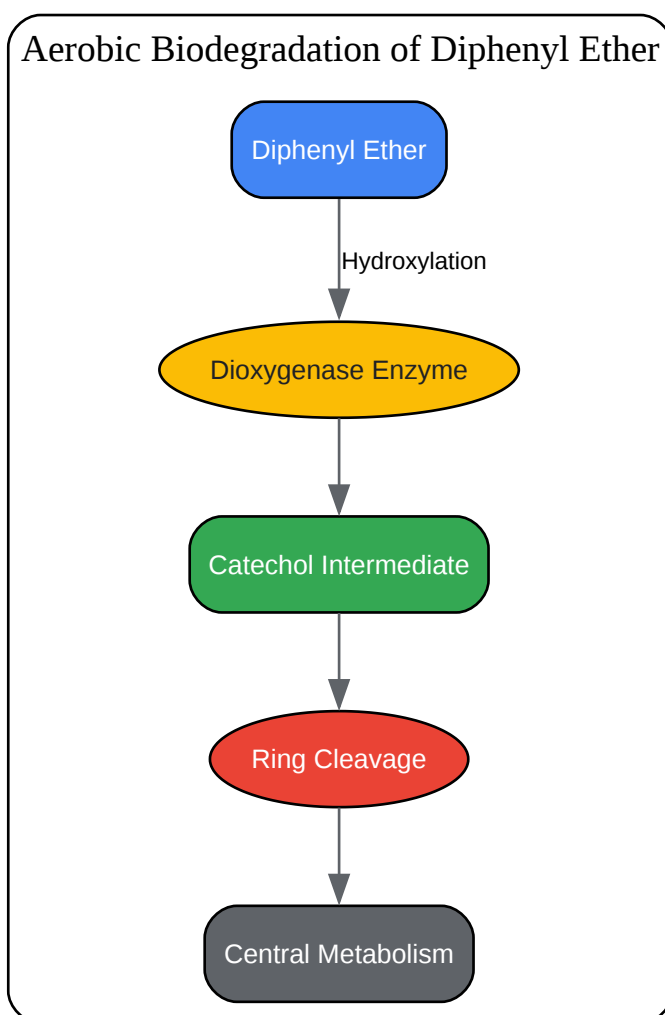 Aerobic Biodegradation of Diphenyl Ether
Diphenyl Ether
Hydroxylation
Dioxygenase Enzyme
Catechol Intermediate
Ring Cleavage
Central Metabolism